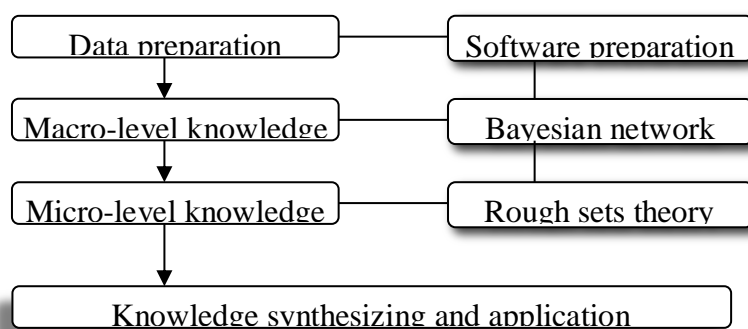 Data preparation
Software preparation
Macro-level knowledge
Bayesian network
Micro-level knowledge
Rough sets theory
Knowledge synthesizing and application